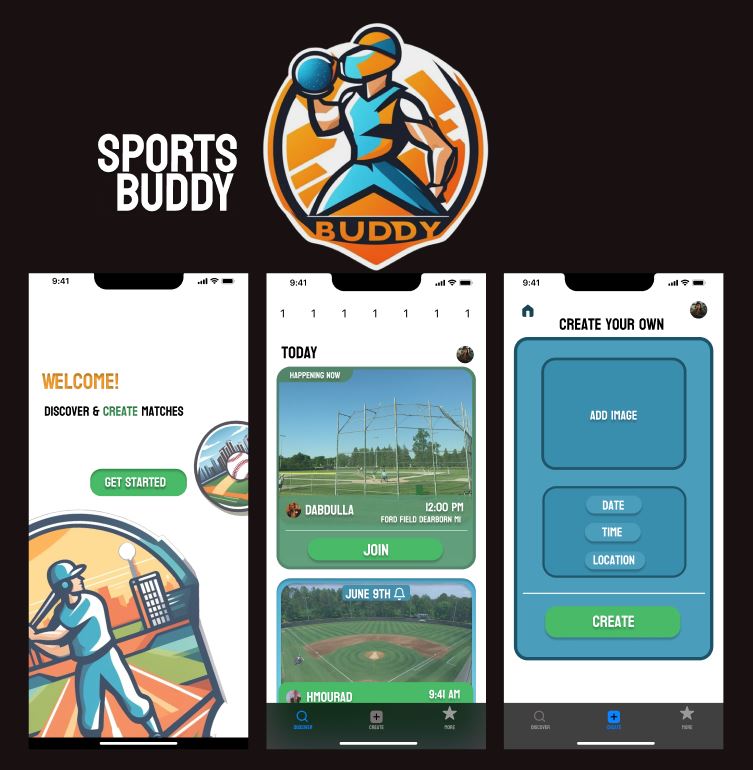 SPORTS
BUDDY
BUDDY
9:41
WELCOME!
DISCOVER & CREATE MATCHES
GET STARTED
9:41
1 1 1 1 1 1 1
TODAY
HAPPENING NOW
DABDULLA
12:00 PM
FORD FIELD DEARBORN MI
JOIN
JUNE 9TH
HMOURAD
9:41 AM
DISCOVER
CREATE
MORE
9:41
CREATE YOUR OWN
ADD IMAGE
DATE
TIME
LOCATION
CREATE
DISCOVER
CREATE
MORE